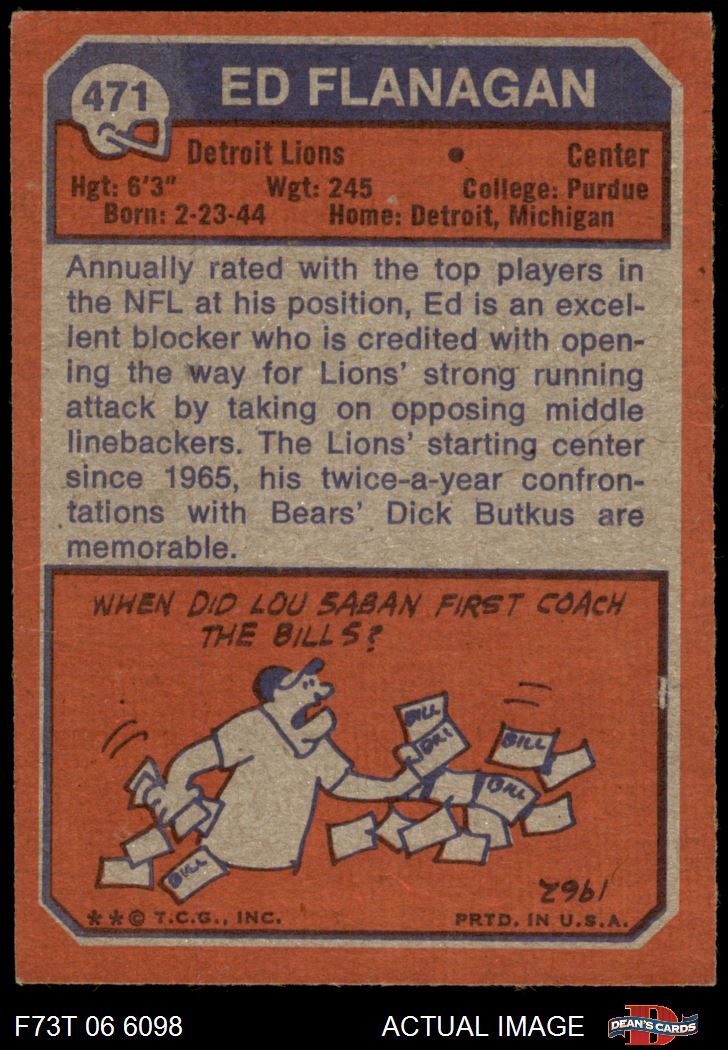 471
ED FLANAGAN
Detroit Lions • Center
Hgt: 6'3" Wgt: 245 College: Purdue
Born: 2-23-44 Home: Detroit, Michigan
Annually rated with the top players in
the NFL at his position, Ed is an excel-
lent blocker who is credited with open-
ing the way for Lions' strong running
attack by taking on opposing middle
linebackers. The Lions' starting center
since 1965, his twice-a-year confron-
tations with Bears' Dick Butkus are
memorable.
WHEN DID LOU SABAN FIRST COACH
THE BILLS?
BILL
BILL
BILL
BILL
BILL
1962
**© T.C.G., INC. PRTD. IN U.S.A.
F73T 06 6098 ACTUAL IMAGE
D
DEAN'S CARDS